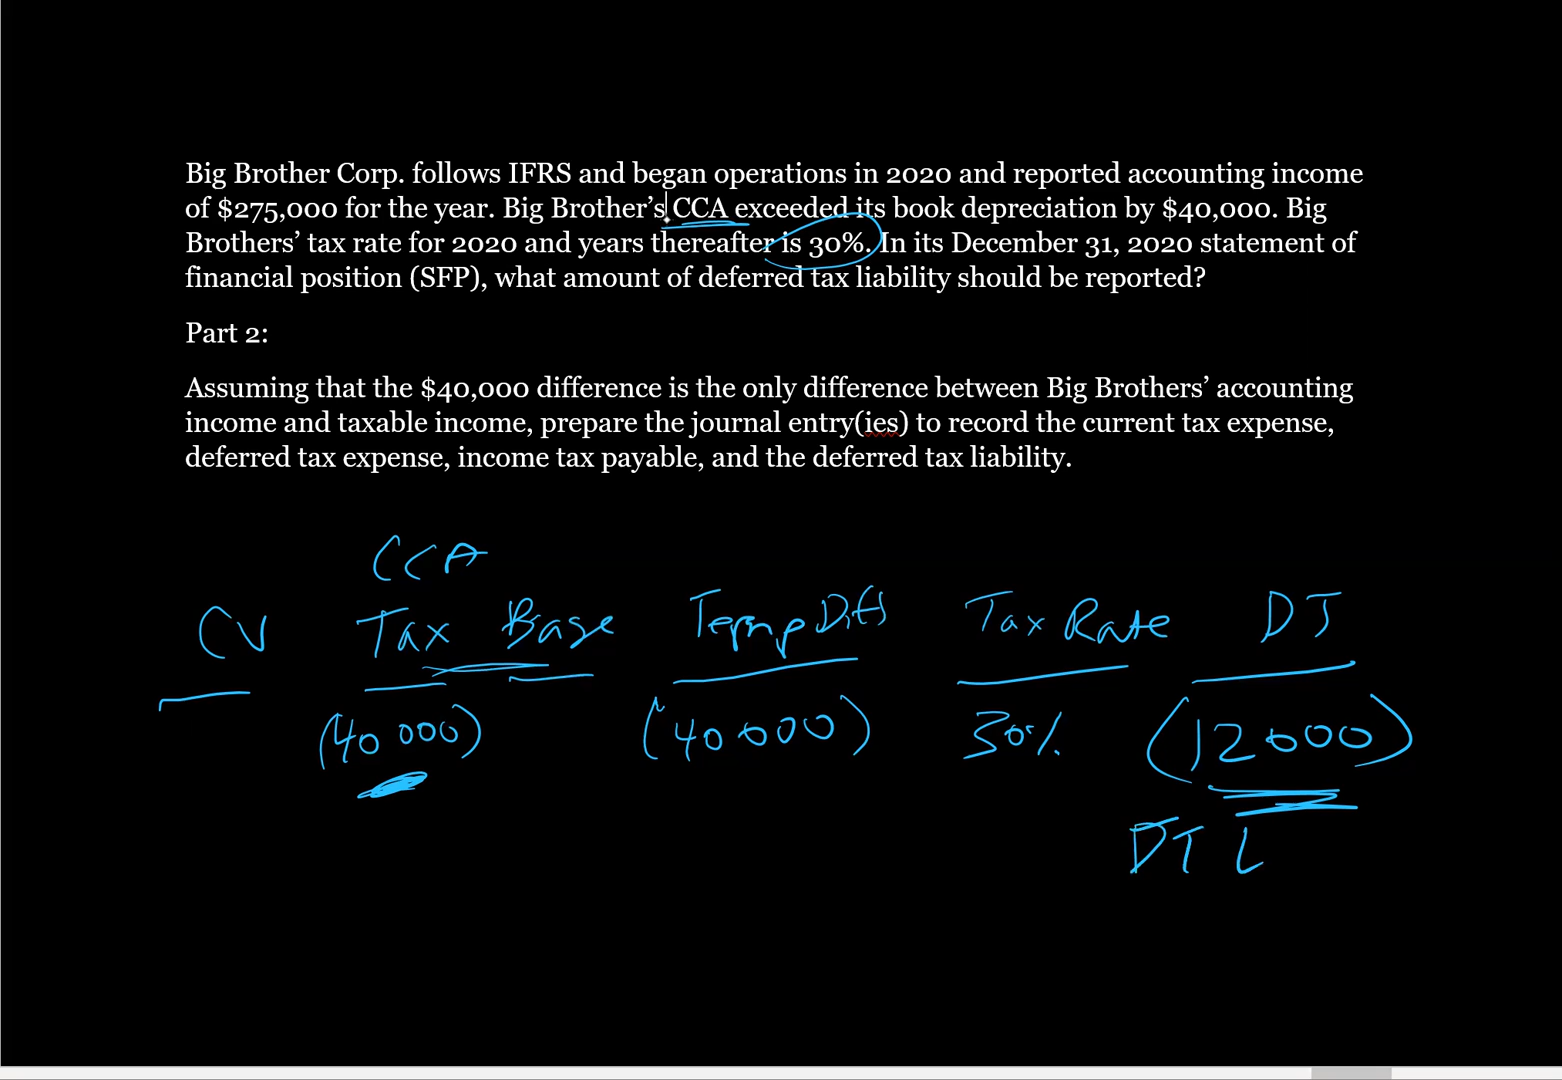 Big Brother Corp. follows IFRS and began operations in 2020 and reported accounting income
of $275,000 for the year. Big Brother’s CCA exceeded its book depreciation by $40,000. Big
Brothers’ tax rate for 2020 and years thereafter is 30%. In its December 31, 2020 statement of
financial position (SFP), what amount of deferred tax liability should be reported?
Part 2:
Assuming that the $40,000 difference is the only difference between Big Brothers’ accounting
income and taxable income, prepare the journal entry(ies) to record the current tax expense,
deferred tax expense, income tax payable, and the deferred tax liability.
CCA
CV Tax Base Temp Diff Tax Rate DT
(40 000) (40 000) 30% (12 000)
DTL